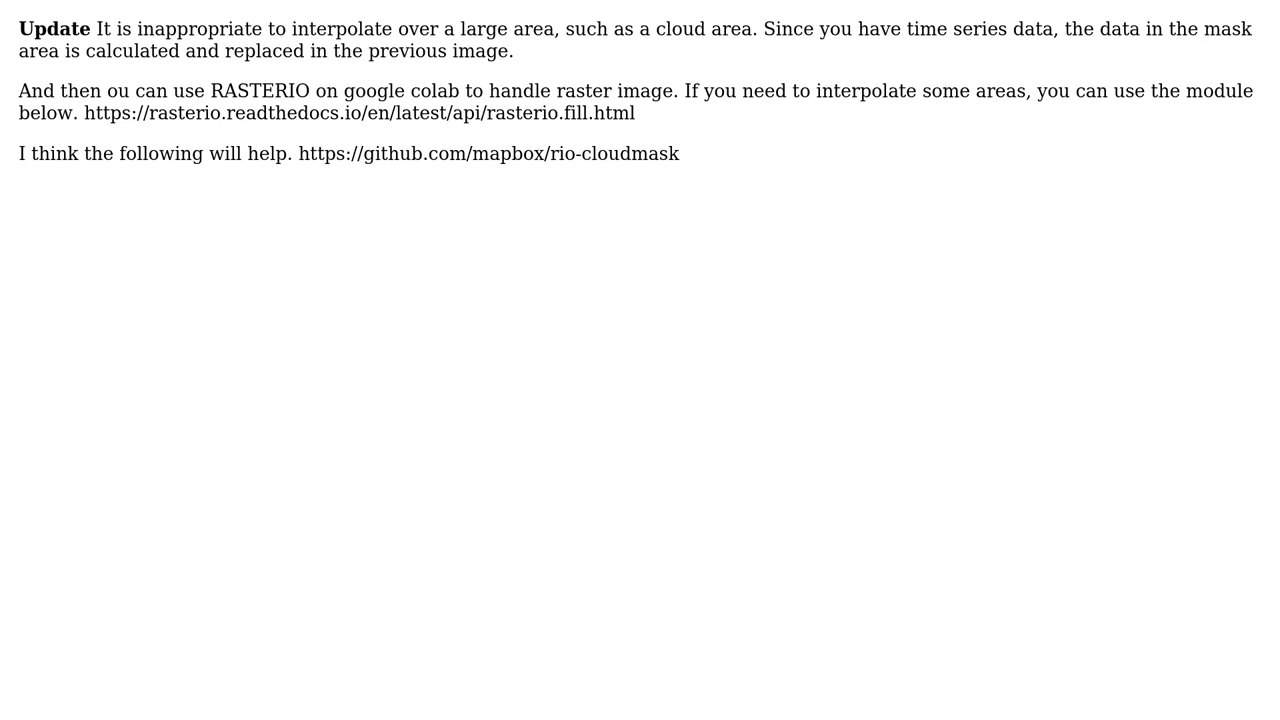 Update It is inappropriate to interpolate over a large area, such as a cloud area. Since you have time series data, the data in the mask
area is calculated and replaced in the previous image.
And then ou can use RASTERIO on google colab to handle raster image. If you need to interpolate some areas, you can use the module
below. https://rasterio.readthedocs.io/en/latest/api/rasterio.fill.html
I think the following will help. https://github.com/mapbox/rio-cloudmask